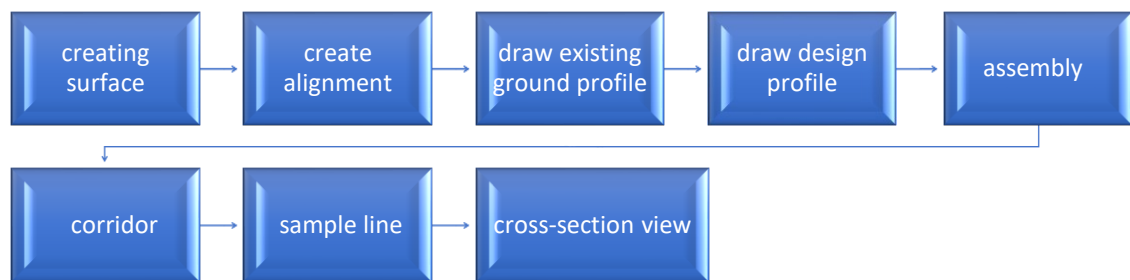 creating
surface
create
alignment
draw existing
ground profile
draw design
profile
assembly
corridor
sample line
cross-section view